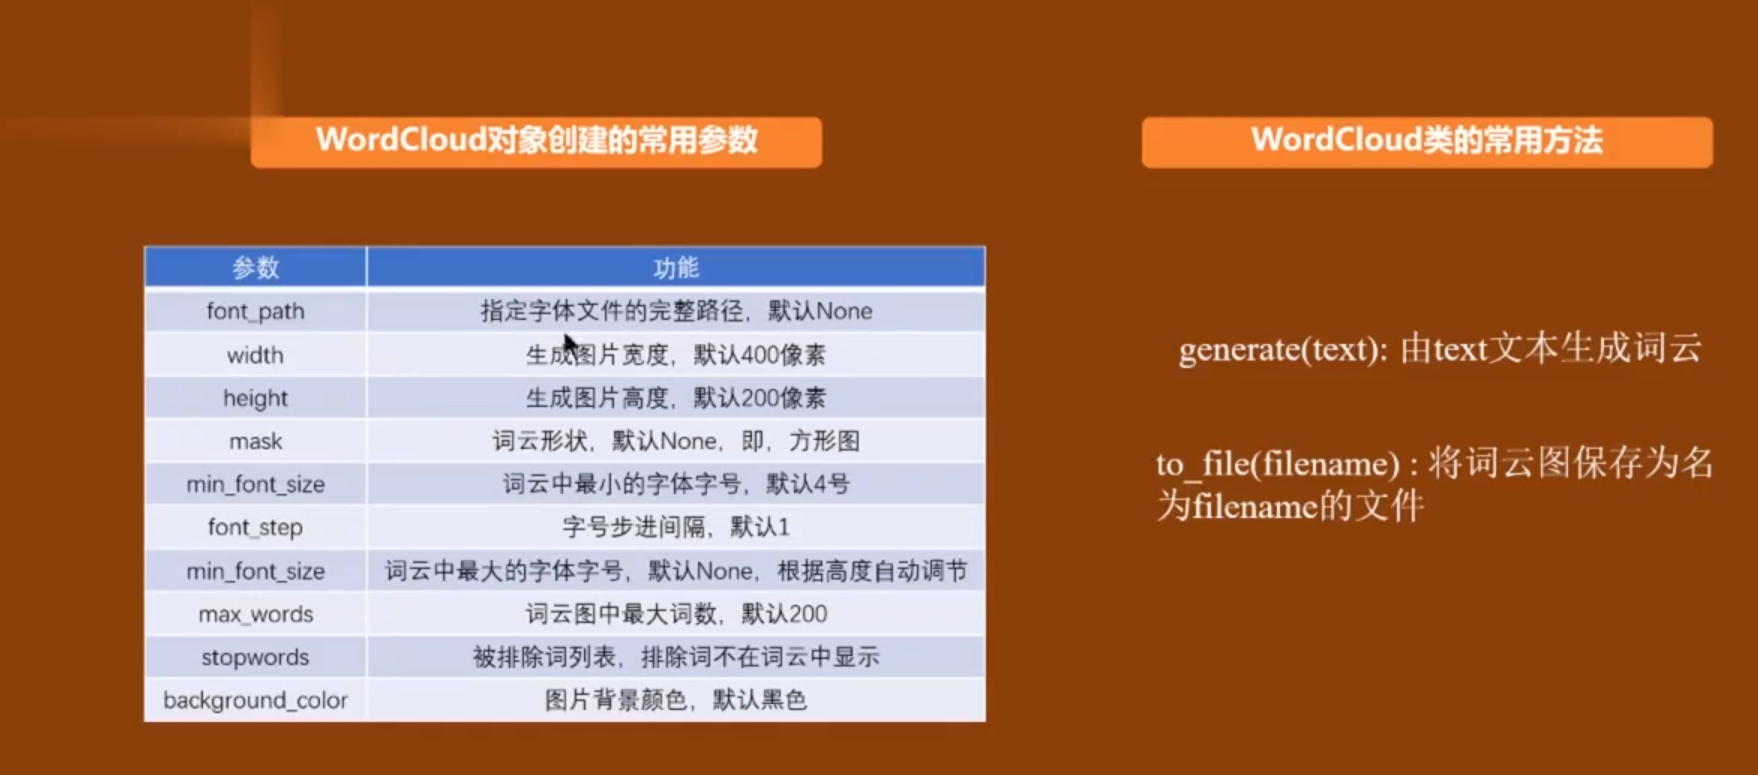 WordCloud对象创建的常用参数
WordCloud类的常用方法
参数 功能
font_path 指定字体文件的完整路径，默认None
width 生成图片宽度，默认400像素
height 生成图片高度，默认200像素
mask 词云形状，默认None，即，方形图
min_font_size 词云中最小的字体字号，默认4号
font_step 字号步进间隔，默认1
min_font_size 词云中最大的字体字号，默认None，根据高度自动调节
max_words 词云图中最大词数，默认200
stopwords 被排除词列表，排除词不在词云中显示
background_color 图片背景颜色，默认黑色
generate(text): 由text文本生成词云
to_file(filename) : 将词云图保存为名
为filename的文件